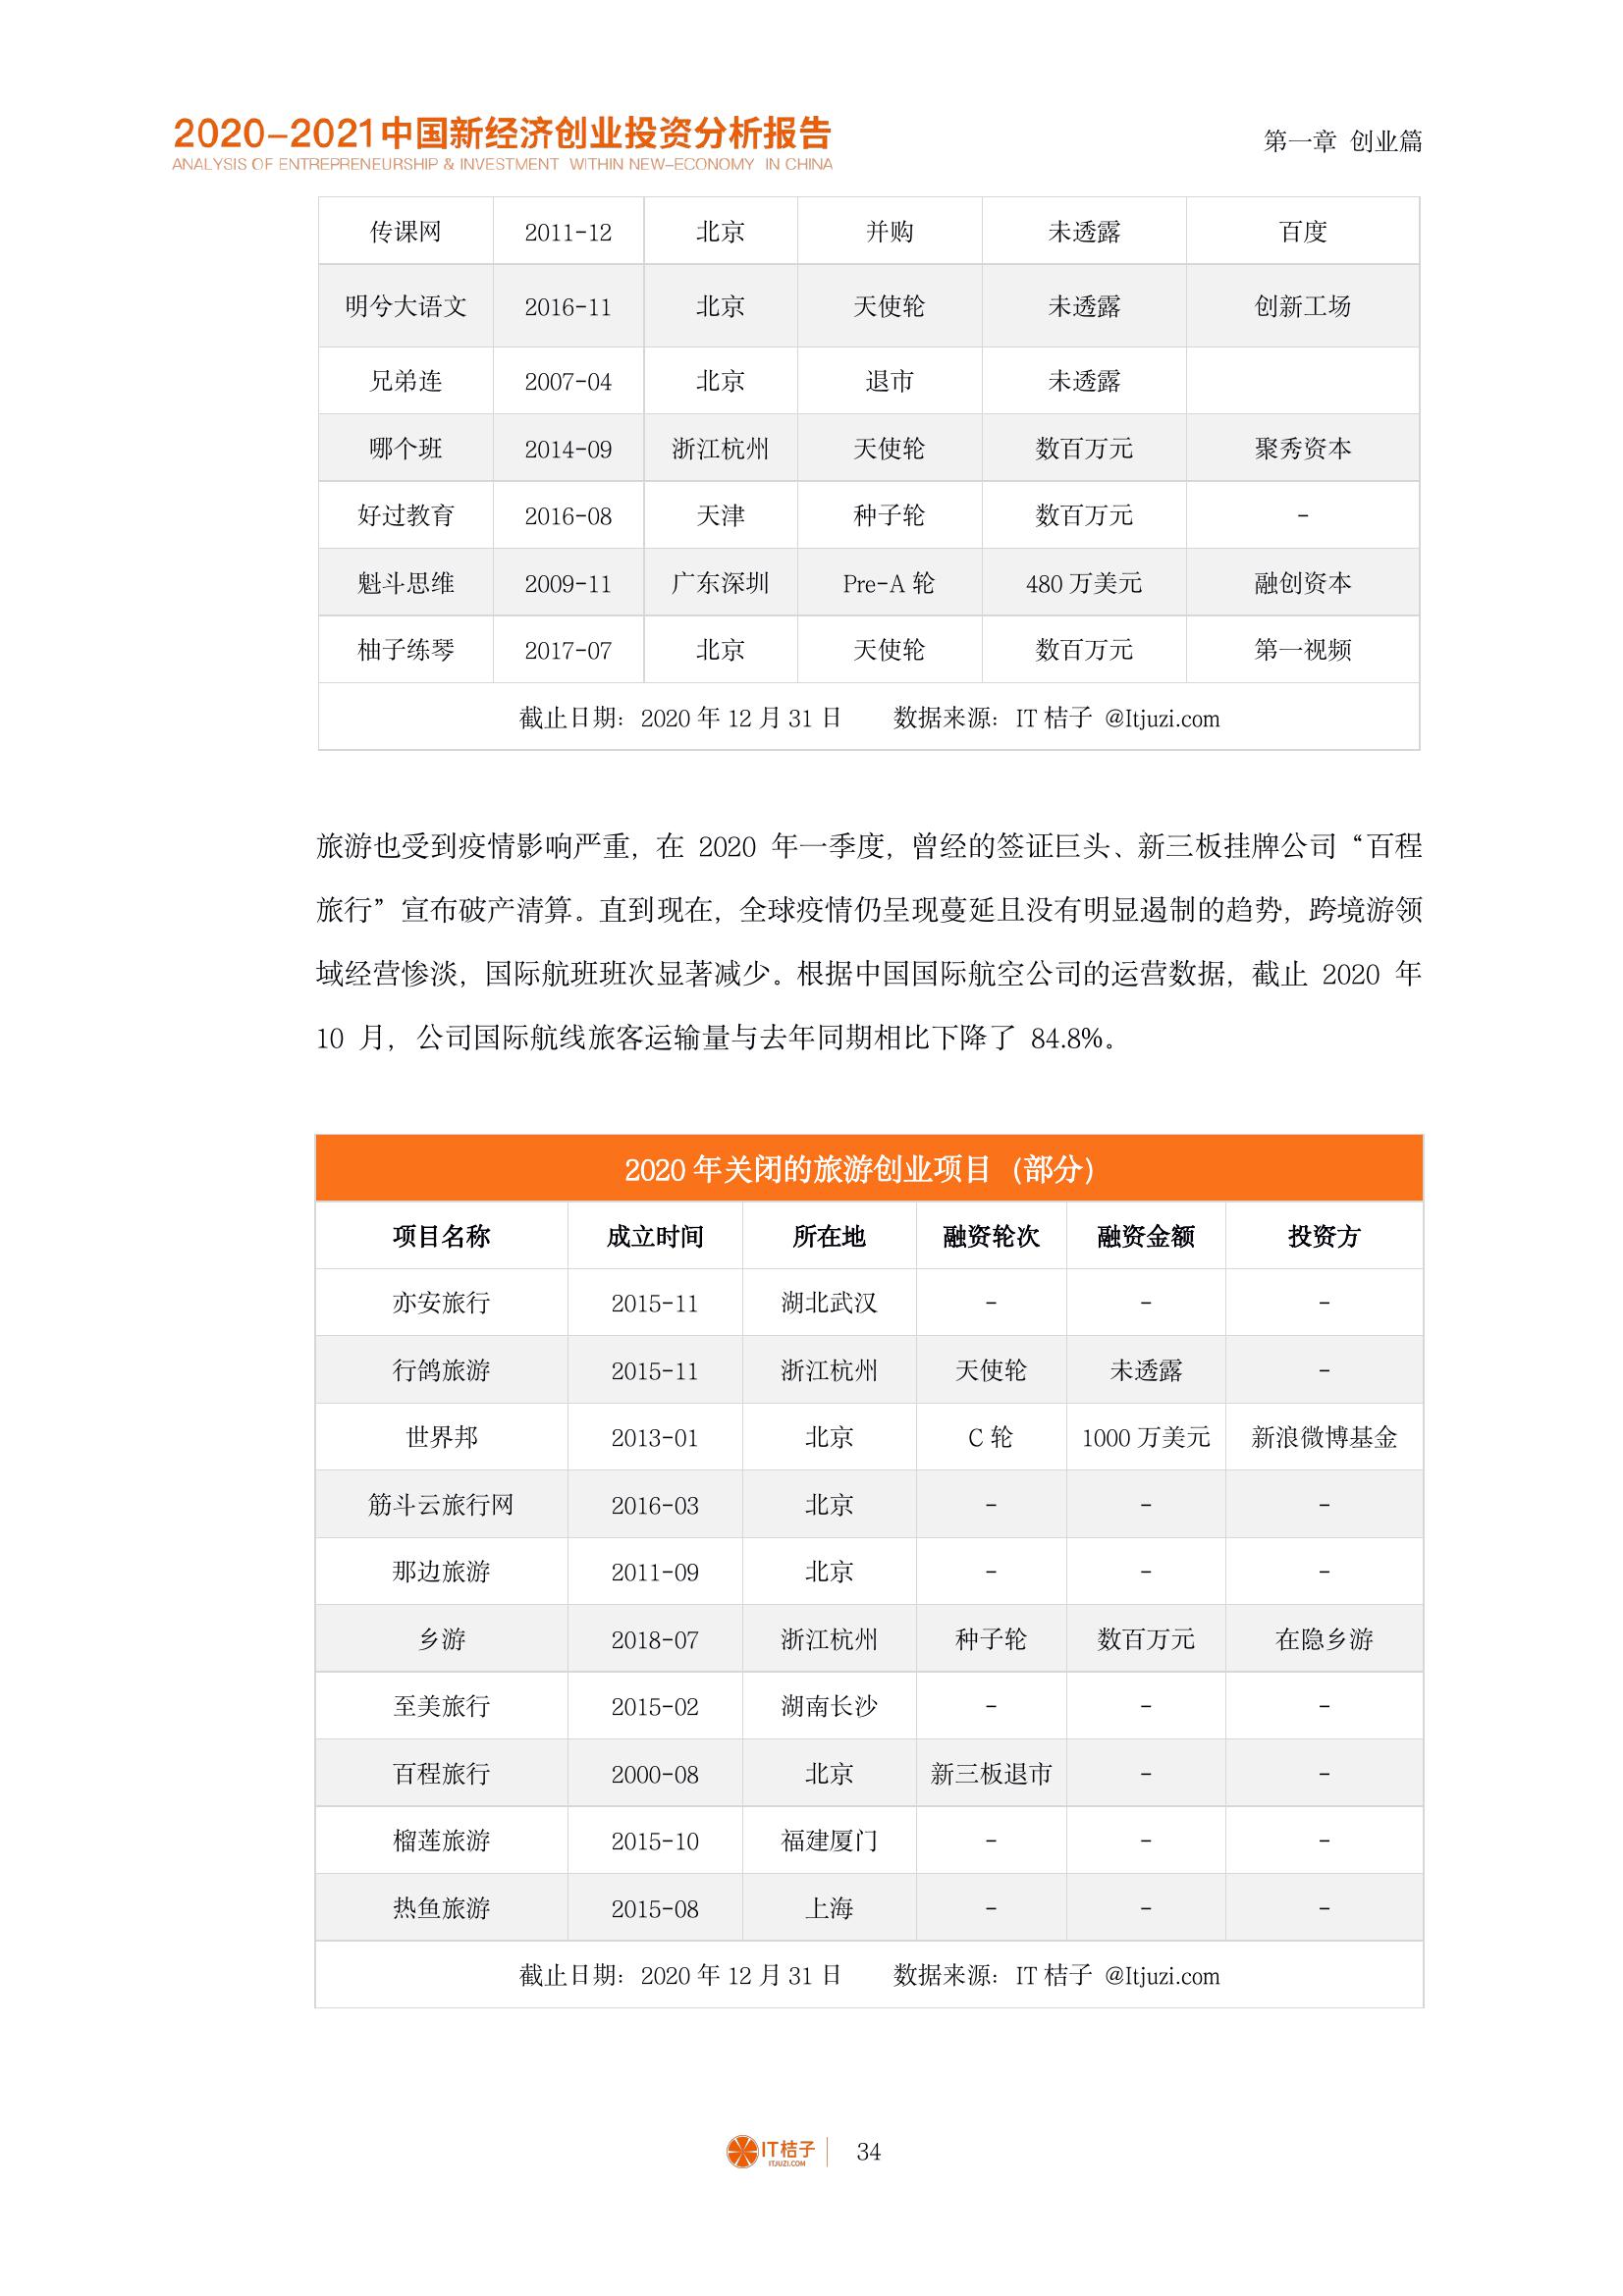 2020-2021中国新经济创业投资分析报告
ANALYSIS OF ENTREPRENEURSHIP & INVESTMENT WITHIN NEW-ECONOMY IN CHINA
第一章 创业篇
传课网 2011-12 北京 并购 未透露 百度
明兮大语文 2016-11 北京 天使轮 未透露 创新工场
兄弟连 2007-04 北京 退市 未透露
哪个班 2014-09 浙江杭州 天使轮 数百万元 聚秀资本
好过教育 2016-08 天津 种子轮 数百万元 -
魁斗思维 2009-11 广东深圳 Pre-A 轮 480 万美元 融创资本
柚子练琴 2017-07 北京 天使轮 数百万元 第一视频
截止日期：2020 年 12 月 31 日 数据来源：IT 桔子 @Itjuzi.com
旅游也受到疫情影响严重，在 2020 年一季度，曾经的签证巨头、新三板挂牌公司“百程
旅行”宣布破产清算。直到现在，全球疫情仍呈现蔓延且没有明显遏制的趋势，跨境游领
域经营惨淡，国际航班班次显著减少。根据中国国际航空公司的运营数据，截止 2020 年
10 月，公司国际航线旅客运输量与去年同期相比下降了 84.8%。
2020 年关闭的旅游创业项目（部分）
项目名称 成立时间 所在地 融资轮次 融资金额 投资方
亦安旅行 2015-11 湖北武汉 - - -
行鸽旅游 2015-11 浙江杭州 天使轮 未透露 -
世界邦 2013-01 北京 C 轮 1000 万美元 新浪微博基金
筋斗云旅行网 2016-03 北京 - - -
那边旅游 2011-09 北京 - - -
乡游 2018-07 浙江杭州 种子轮 数百万元 在隐乡游
至美旅行 2015-02 湖南长沙 - - -
百程旅行 2000-08 北京 新三板退市 - -
榴莲旅游 2015-10 福建厦门 - - -
热鱼旅游 2015-08 上海 - - -
截止日期：2020 年 12 月 31 日 数据来源：IT 桔子 @Itjuzi.com
IT桔子
ITJUZI.COM
34